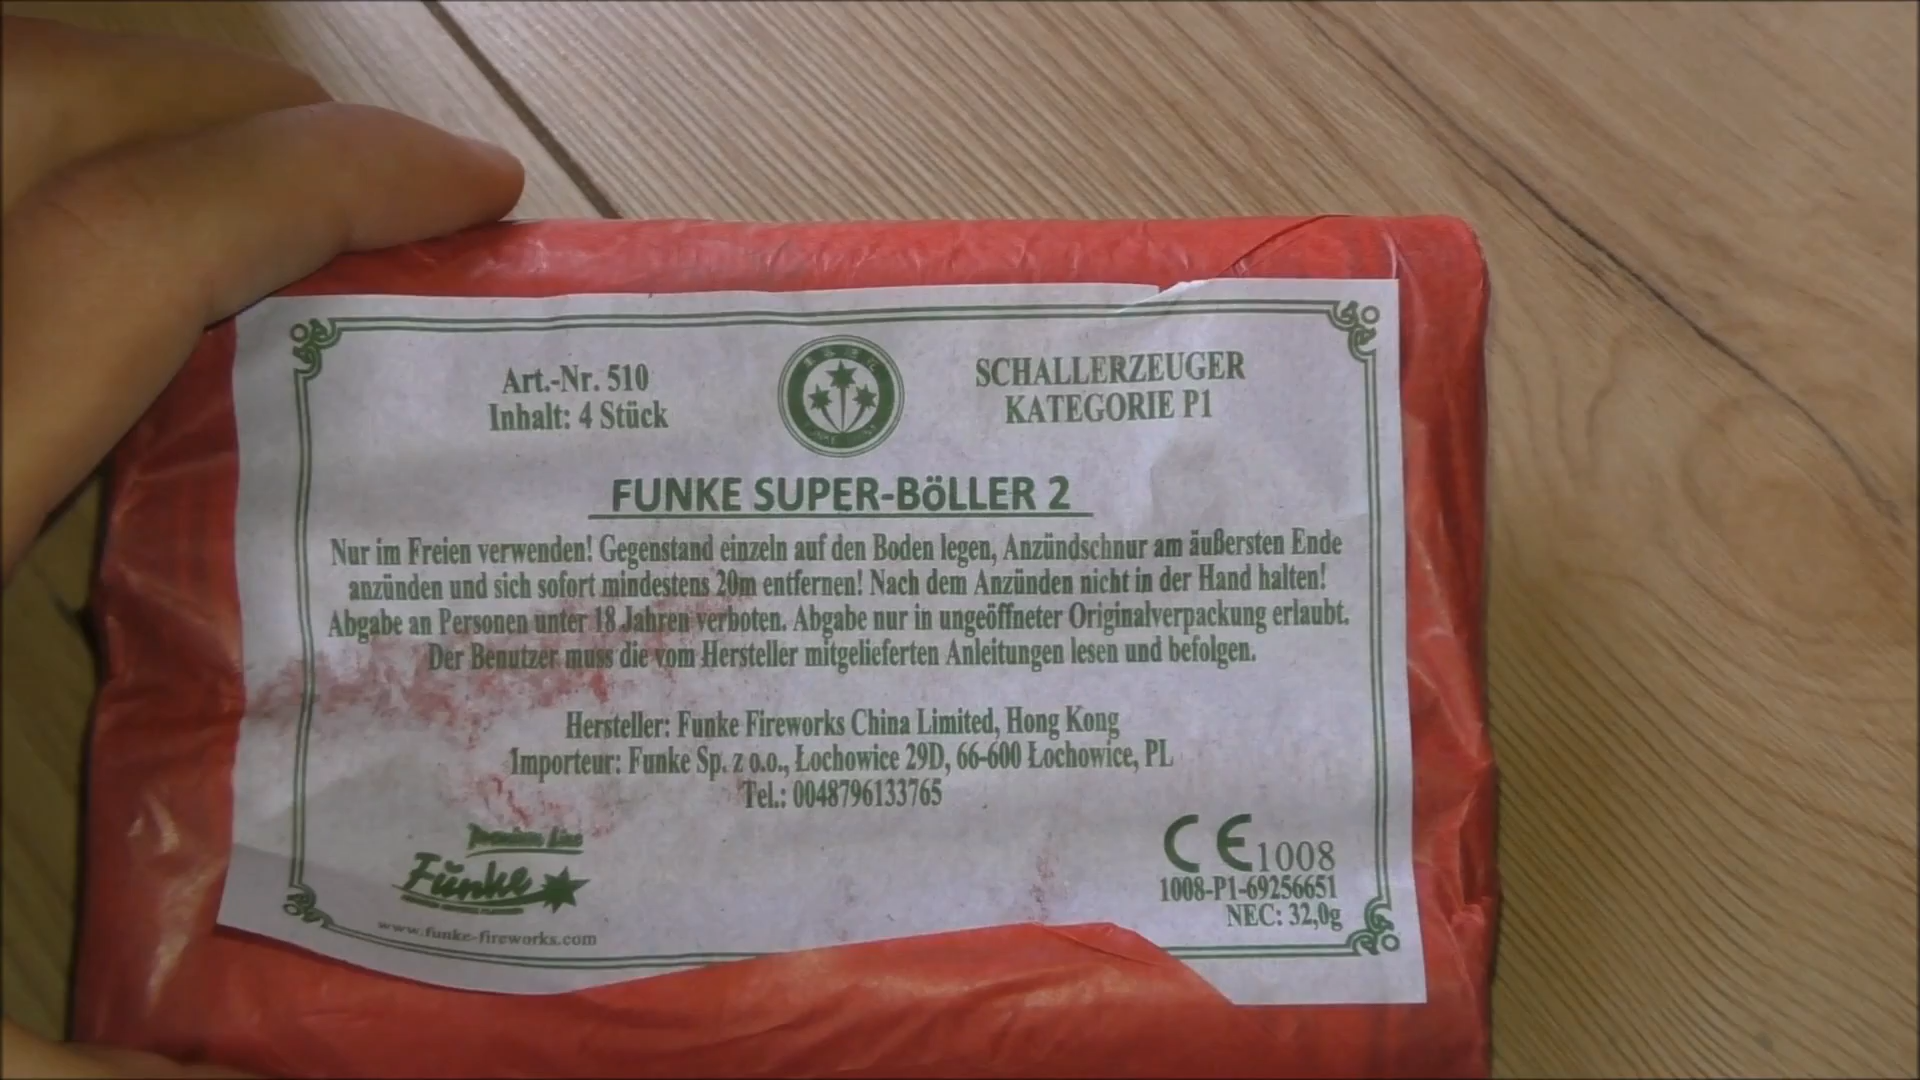 Art.-Nr. 510
Inhalt: 4 Stück
SCHALLERZEUGER
KATEGORIE P1
FUNKE SUPER-BöLLER 2
Nur im Freien verwenden! Gegenstand einzeln auf den Boden legen, Anzündschnur am äußersten Ende
anzünden und sich sofort mindestens 20m entfernen! Nach dem Anzünden nicht in der Hand halten!
Abgabe an Personen unter 18 Jahren verboten. Abgabe nur in ungeöffneter Originalverpackung erlaubt.
Der Benutzer muss die vom Hersteller mitgelieferten Anleitungen lesen und befolgen.
Hersteller: Funke Fireworks China Limited, Hong Kong
Importeur: Funke Sp. z o.o., Łochowice 29D, 66-600 Łochowice, PL
Tel.: 0048796133765
Premium Line
Funke
www.funke-fireworks.com
CE 1008
1008-P1-69256651
NEC: 32,0g